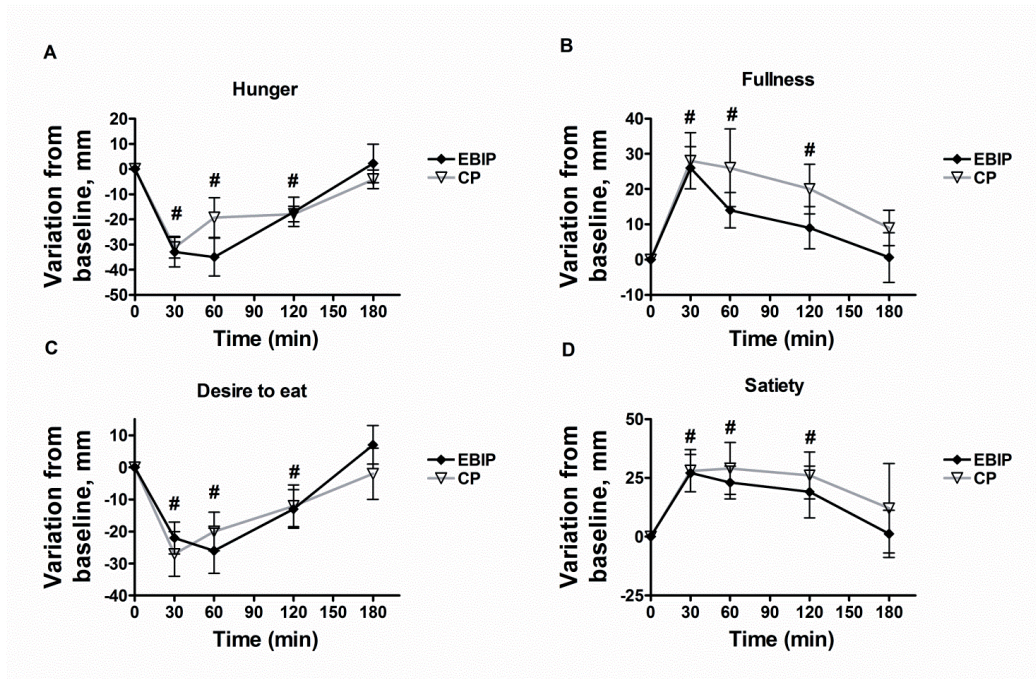 A
Hunger
Variation from
baseline, mm
20
10
0
-10
-20
-30
-40
-50
#
#
#
0 30 60 90 120 150 180
Time (min)
EBIP
CP
B
Fullness
Variation from
baseline, mm
40
30
20
10
0
-10
#
#
#
0 30 60 90 120 150 180
Time (min)
EBIP
CP
C
Desire to eat
Variation from
baseline, mm
10
0
-10
-20
-30
-40
#
#
#
0 30 60 90 120 150 180
Time (min)
EBIP
CP
D
Satiety
Variation from
baseline, mm
50
25
0
-25
#
#
#
0 30 60 90 120 150 180
Time (min)
EBIP
CP